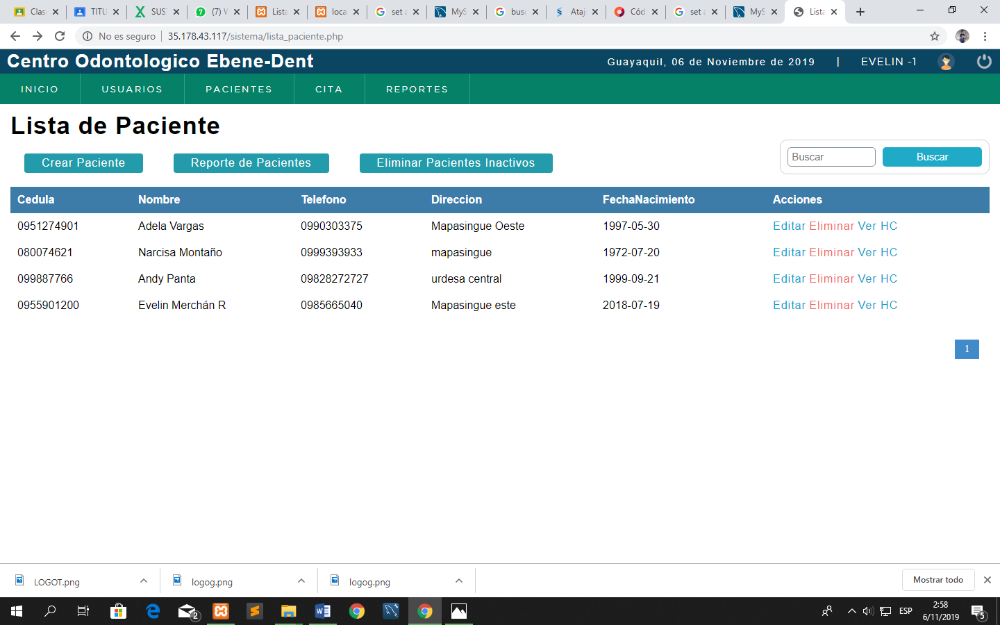 Clas TITU SUS (7) V Lista loca set a MyS bus Ataj Cód set a MyS Lista
No es seguro 35.178.43.117/sistema/lista_paciente.php
Centro Odontologico Ebene-Dent Guayaquil, 06 de Noviembre de 2019 | EVELIN -1
INICIO USUARIOS PACIENTES CITA REPORTES
Lista de Paciente
Crear Paciente Reporte de Pacientes Eliminar Pacientes Inactivos Buscar Buscar
Cedula Nombre Telefono Direccion FechaNacimiento Acciones
0951274901 Adela Vargas 0990303375 Mapasingue Oeste 1997-05-30 Editar Eliminar Ver HC
080074621 Narcisa Montaño 0999393933 mapasingue 1972-07-20 Editar Eliminar Ver HC
099887766 Andy Panta 09828272727 urdesa central 1999-09-21 Editar Eliminar Ver HC
0955901200 Evelin Merchán R 0985665040 Mapasingue este 2018-07-19 Editar Eliminar Ver HC
1
LOGOT.png logog.png logog.png Mostrar todo
2 ESP 2:58 5
6/11/2019